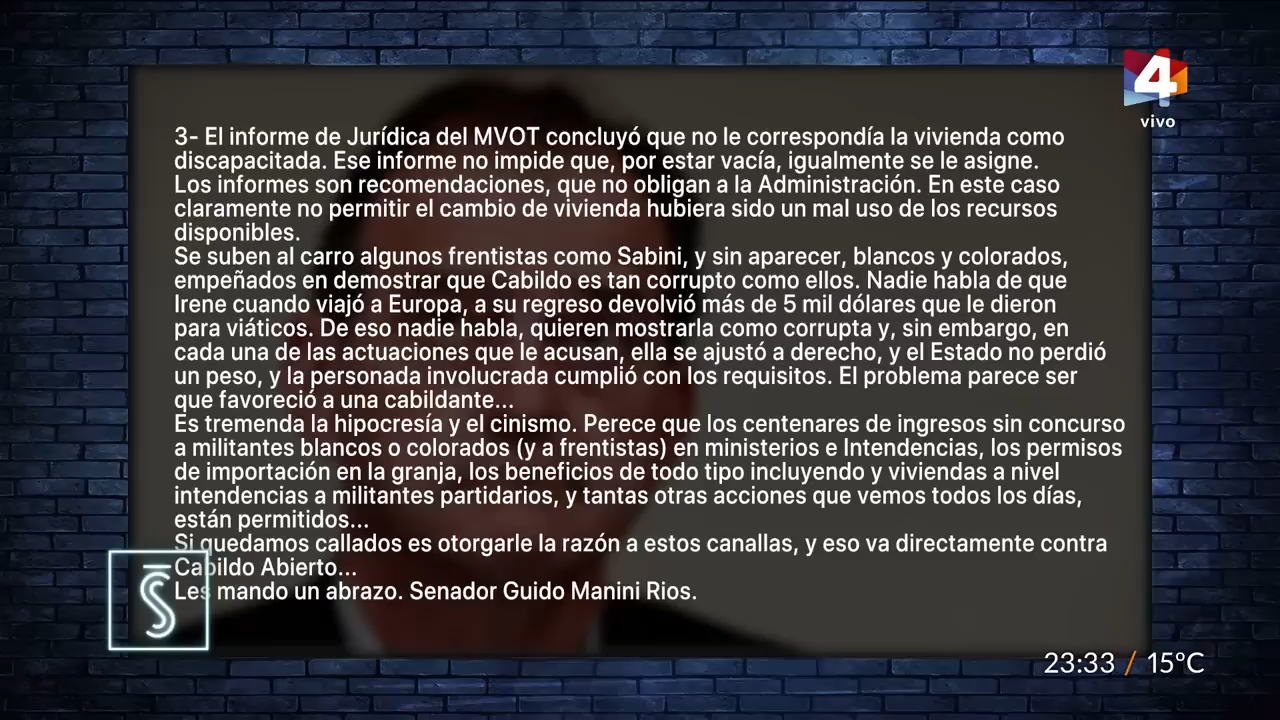 4
vivo
3- El informe de Jurídica del MVOT concluyó que no le correspondía la vivienda como
discapacitada. Ese informe no impide que, por estar vacía, igualmente se le asigne.
Los informes son recomendaciones, que no obligan a la Administración. En este caso
claramente no permitir el cambio de vivienda hubiera sido un mal uso de los recursos
disponibles.
Se suben al carro algunos frentistas como Sabini, y sin aparecer, blancos y colorados,
empeñados en demostrar que Cabildo es tan corrupto como ellos. Nadie habla de que
Irene cuando viajó a Europa, a su regreso devolvió más de 5 mil dólares que le dieron
para viáticos. De eso nadie habla, quieren mostrarla como corrupta y, sin embargo, en
cada una de las actuaciones que le acusan, ella se ajustó a derecho, y el Estado no perdió
un peso, y la personada involucrada cumplió con los requisitos. El problema parece ser
que favoreció a una cabildante...
Es tremenda la hipocresía y el cinismo. Perece que los centenares de ingresos sin concurso
a militantes blancos o colorados (y a frentistas) en ministerios e Intendencias, los permisos
de importación en la granja, los beneficios de todo tipo incluyendo y viviendas a nivel
intendencias a militantes partidarios, y tantas otras acciones que vemos todos los días,
están permitidos...
Si quedamos callados es otorgarle la razón a estos canallas, y eso va directamente contra
Cabildo Abierto...
Les mando un abrazo. Senador Guido Manini Rios.
S
23:33 / 15°C